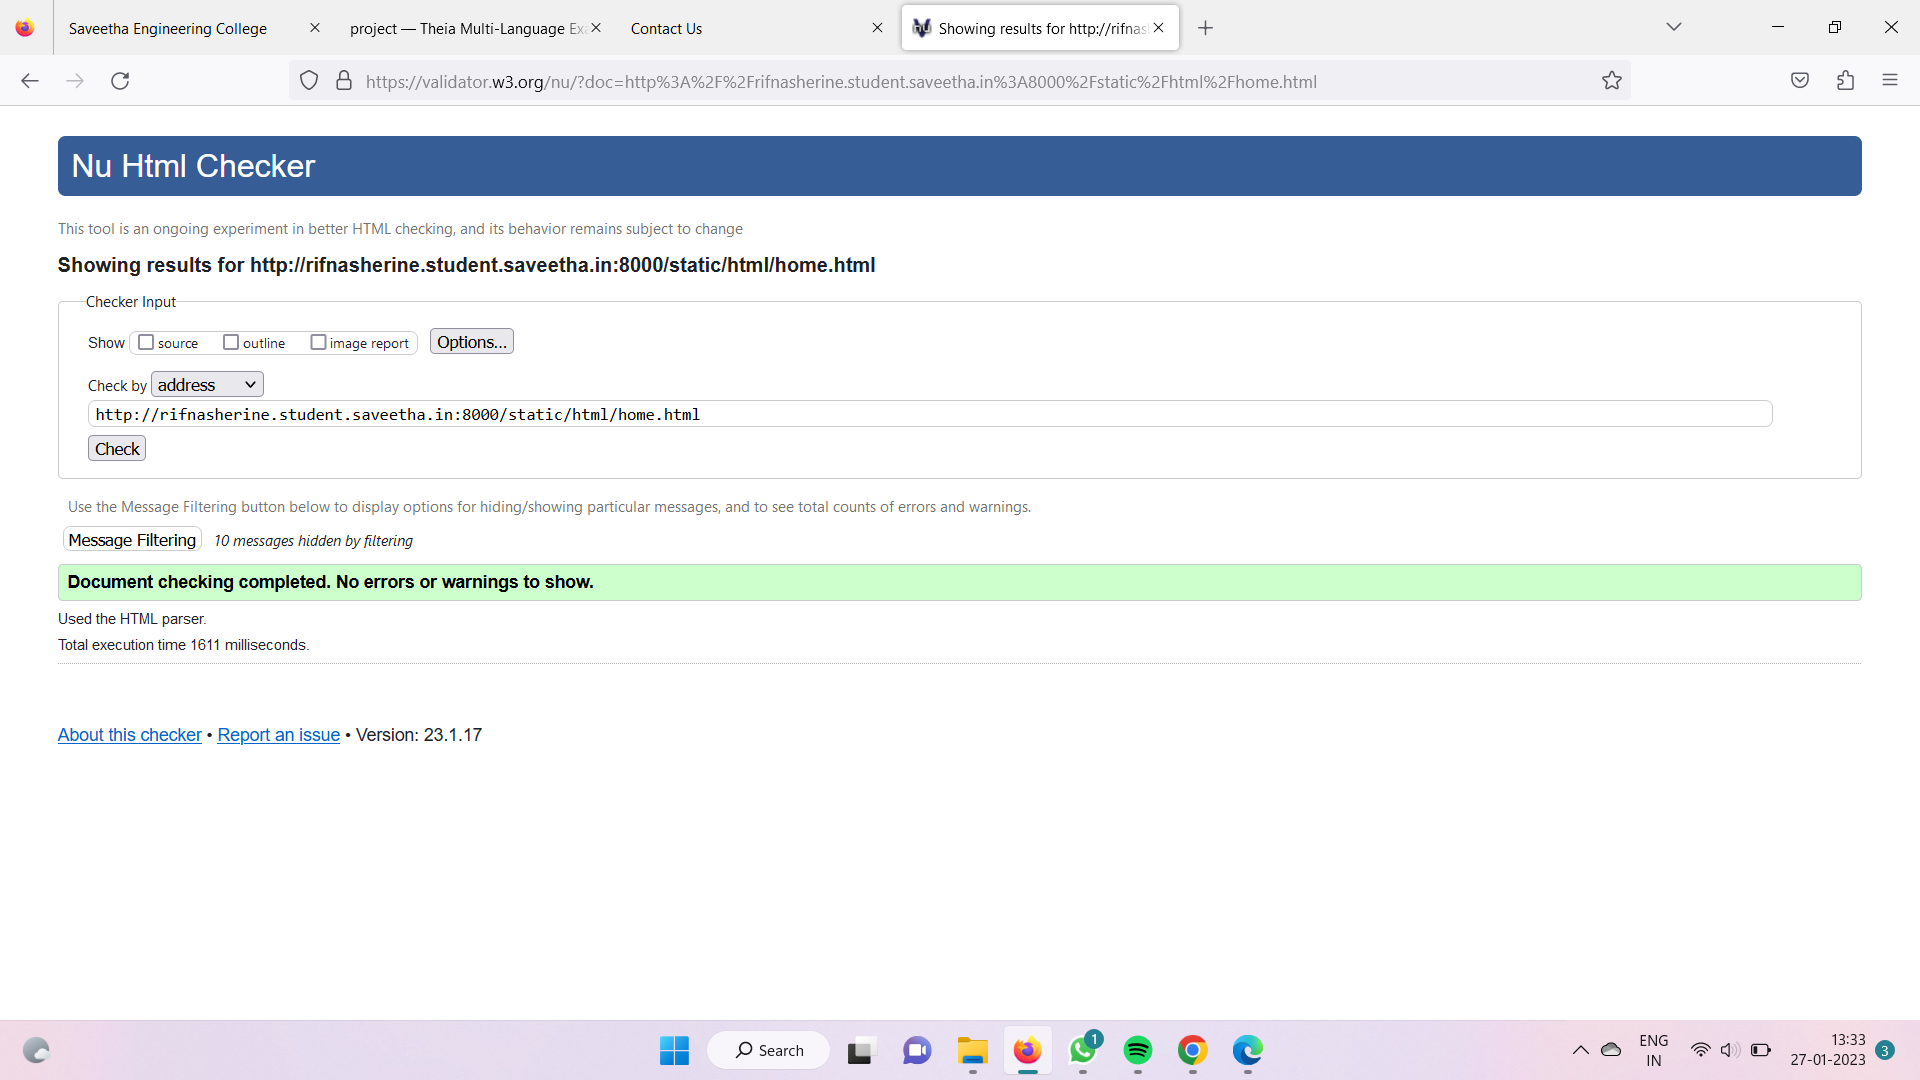 Saveetha Engineering College
project — Theia Multi-Language Exa
Contact Us
Showing results for http://rifnas
https://validator.w3.org/nu/?doc=http%3A%2F%2Frifnasherine.student.saveetha.in%3A8000%2Fstatic%2Fhtml%2Fhome.html
Nu Html Checker
This tool is an ongoing experiment in better HTML checking, and its behavior remains subject to change
Showing results for http://rifnasherine.student.saveetha.in:8000/static/html/home.html
Checker Input
Show source outline image report Options...
Check by address
http://rifnasherine.student.saveetha.in:8000/static/html/home.html
Check
Use the Message Filtering button below to display options for hiding/showing particular messages, and to see total counts of errors and warnings.
Message Filtering 10 messages hidden by filtering
Document checking completed. No errors or warnings to show.
Used the HTML parser.
Total execution time 1611 milliseconds.
About this checker • Report an issue • Version: 23.1.17
Search
1
ENG
IN
13:33
27-01-2023
3